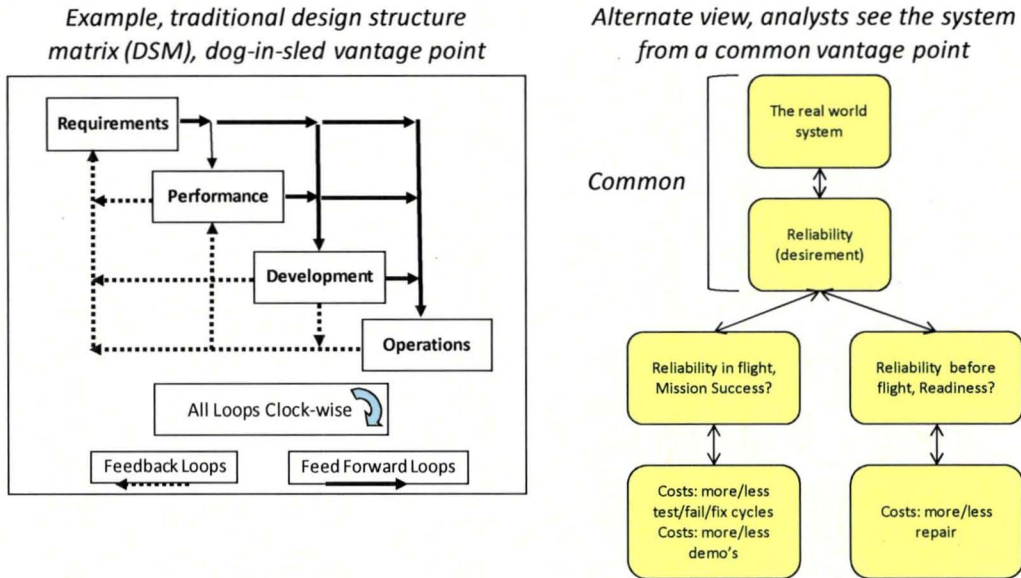 Example, traditional design structure
matrix (DSM), dog-in-sled vantage point
Requirements
Performance
Development
Operations
All Loops Clock-wise
Feedback Loops
Feed Forward Loops
Alternate view, analysts see the system
from a common vantage point
Common
The real world
system
Reliability
(desirement)
Reliability in flight,
Mission Success?
Reliability before
flight, Readiness?
Costs: more/less
test/fail/fix cycles
Costs: more/less
demo's
Costs: more/less
repair